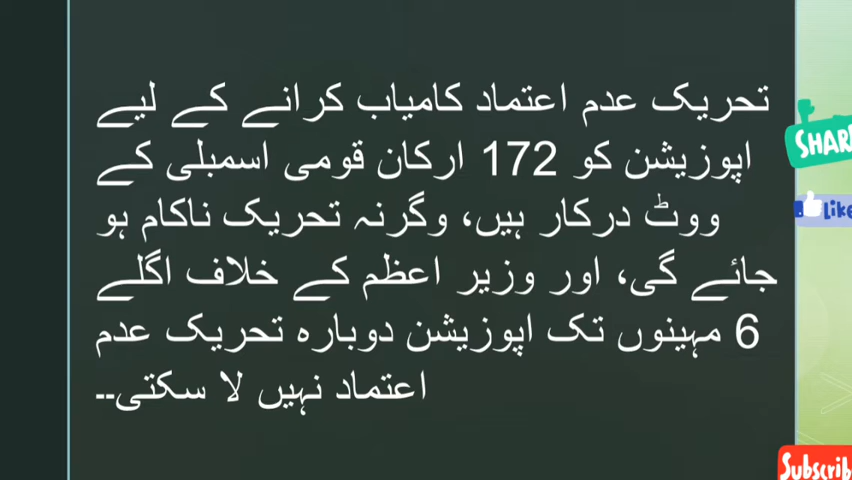 تحریک عدم اعتماد کامیاب کرانے کے لیے
اپوزیشن کو 172 ارکان قومی اسمبلی کے
ووٹ درکار ہیں، وگرنہ تحریک ناکام ہو
جائے گی، اور وزیر اعظم کے خلاف اگلے
6 مہینوں تک اپوزیشن دوبارہ تحریک عدم
اعتماد نہیں لا سکتی--
SHAR
Like
Subscrib